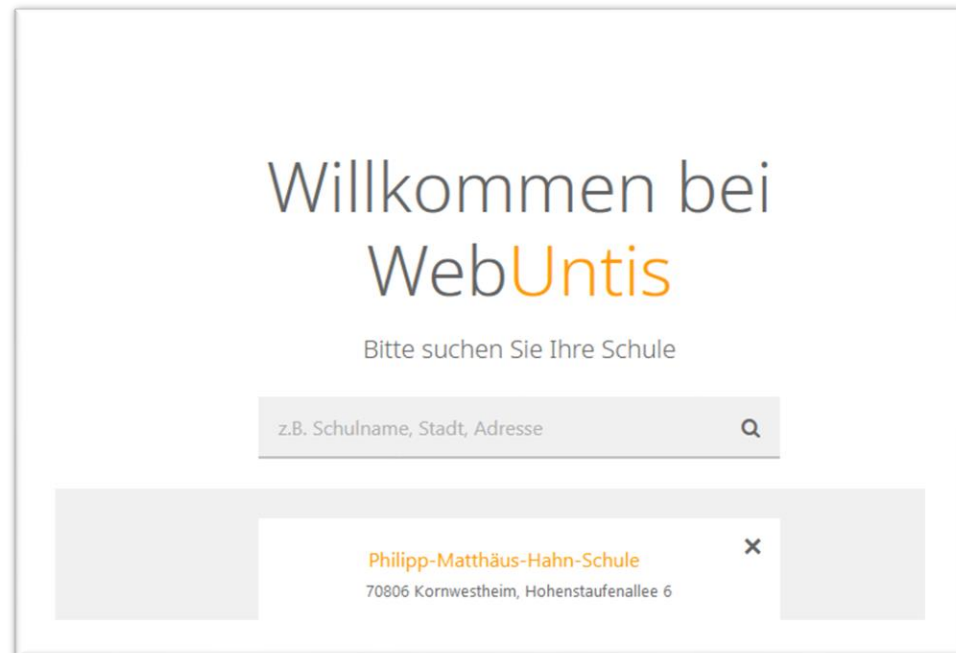 Willkommen bei
WebUntis
Bitte suchen Sie Ihre Schule
z.B. Schulname, Stadt, Adresse
Philipp-Matthäus-Hahn-Schule
70806 Kornwestheim, Hohenstaufenallee 6